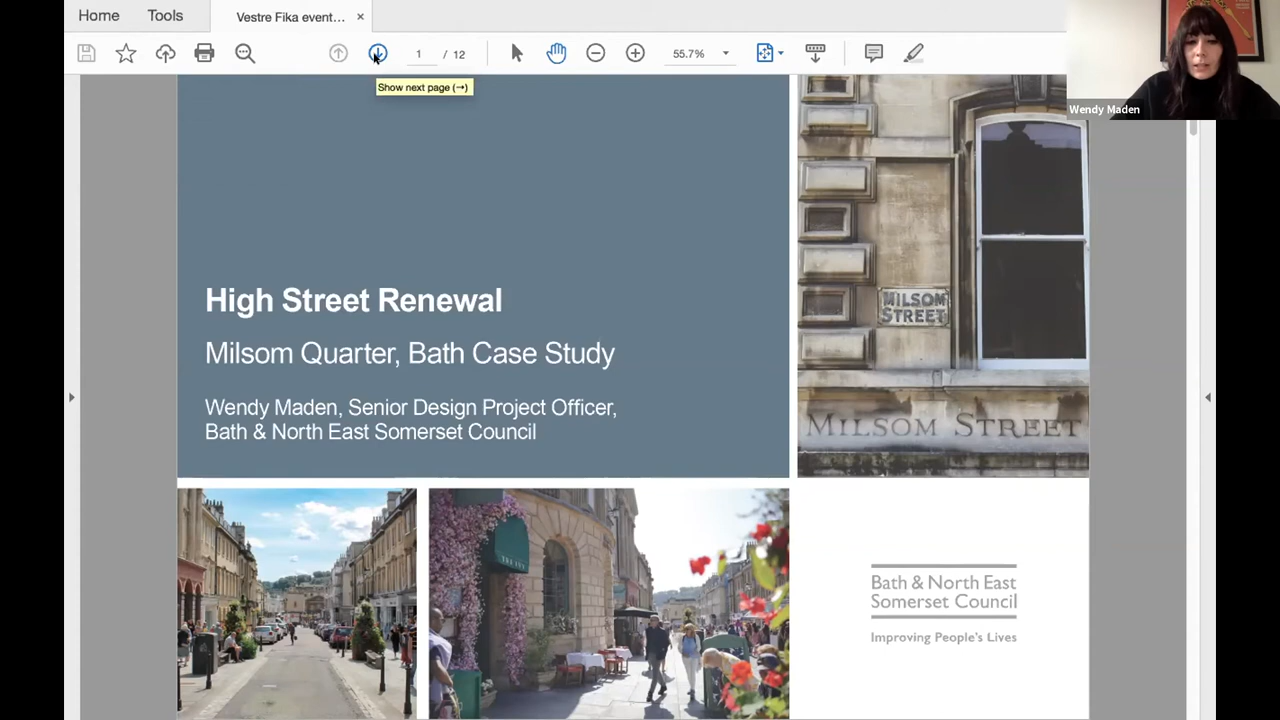 Home
Tools
Vestre Fika event...
×
1 / 12
55.7%
Show next page (→)
Wendy Maden
High Street Renewal
Milsom Quarter, Bath Case Study
Wendy Maden, Senior Design Project Officer,
Bath & North East Somerset Council
MILSOM
STREET
MILSOM STREET
Bath & North East
Somerset Council
Improving People's Lives